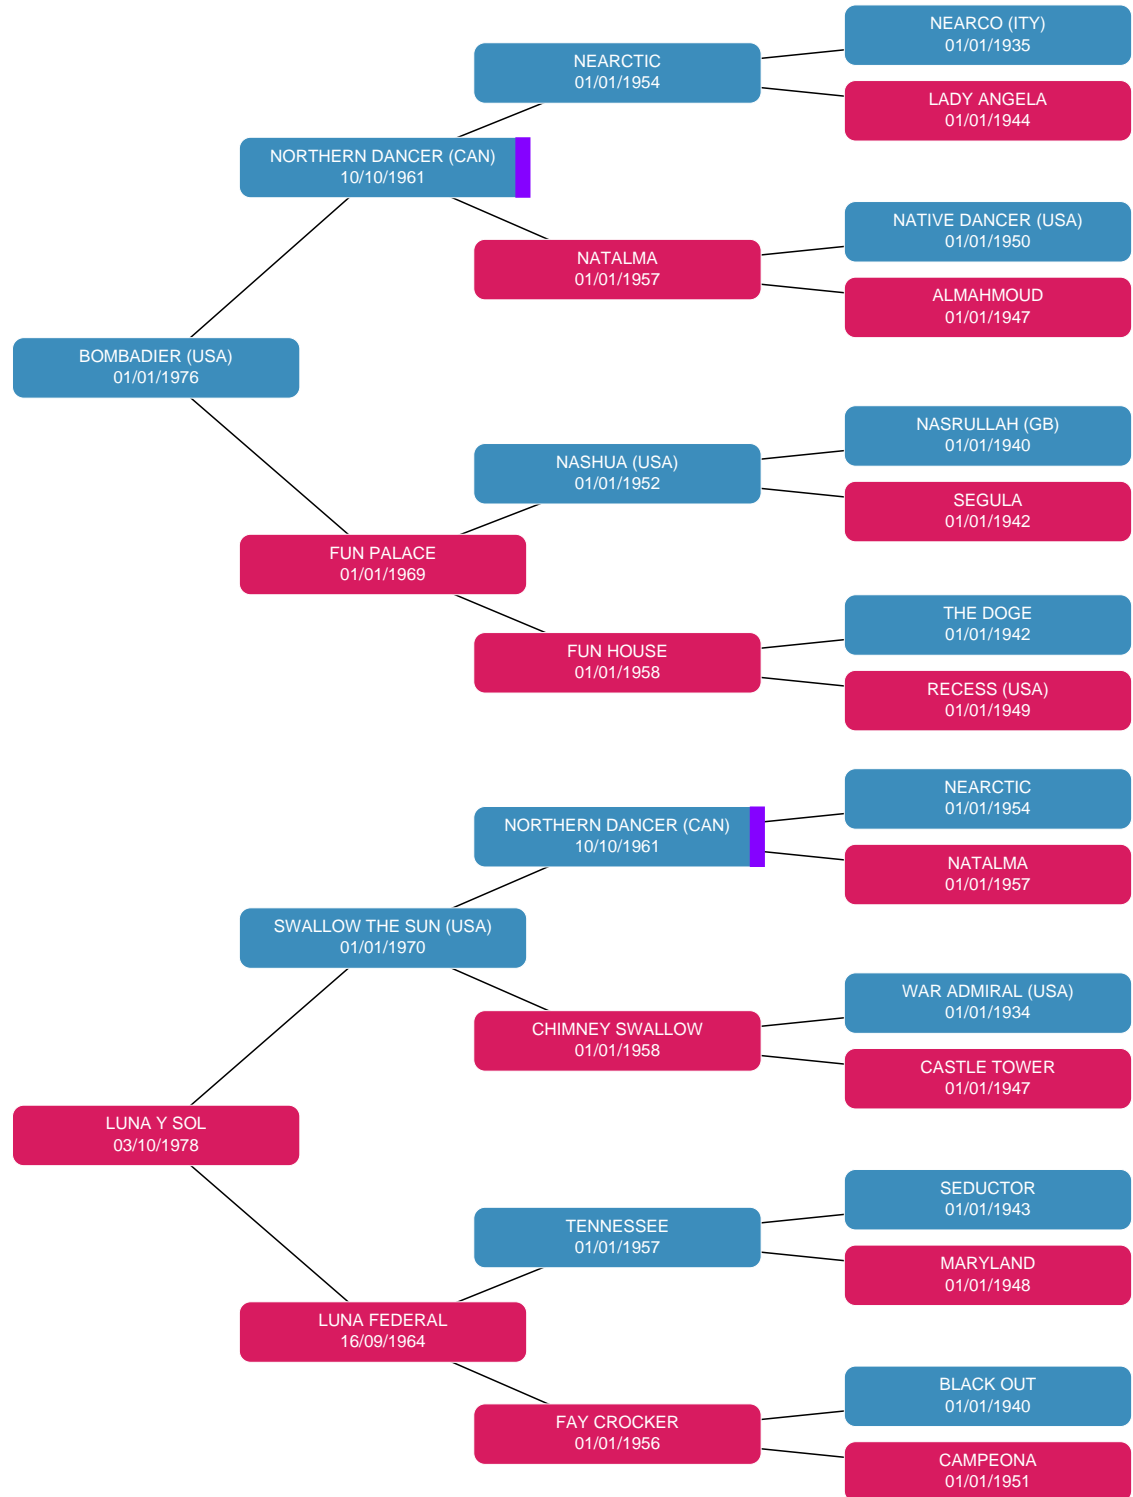 NEARCO (ITY)
01/01/1935
NEARCTIC
01/01/1954
LADY ANGELA
01/01/1944
NORTHERN DANCER (CAN)
10/10/1961
NATIVE DANCER (USA)
01/01/1950
NATALMA
01/01/1957
ALMAHMOUD
01/01/1947
BOMBADIER (USA)
01/01/1976
NASRULLAH (GB)
01/01/1940
NASHUA (USA)
01/01/1952
SEGULA
01/01/1942
FUN PALACE
01/01/1969
THE DOGE
01/01/1942
FUN HOUSE
01/01/1958
RECESS (USA)
01/01/1949
NEARCTIC
01/01/1954
NORTHERN DANCER (CAN)
10/10/1961
NATALMA
01/01/1957
SWALLOW THE SUN (USA)
01/01/1970
WAR ADMIRAL (USA)
01/01/1934
CHIMNEY SWALLOW
01/01/1958
CASTLE TOWER
01/01/1947
LUNA Y SOL
03/10/1978
SEDUCTOR
01/01/1943
TENNESSEE
01/01/1957
MARYLAND
01/01/1948
LUNA FEDERAL
16/09/1964
BLACK OUT
01/01/1940
FAY CROCKER
01/01/1956
CAMPEONA
01/01/1951